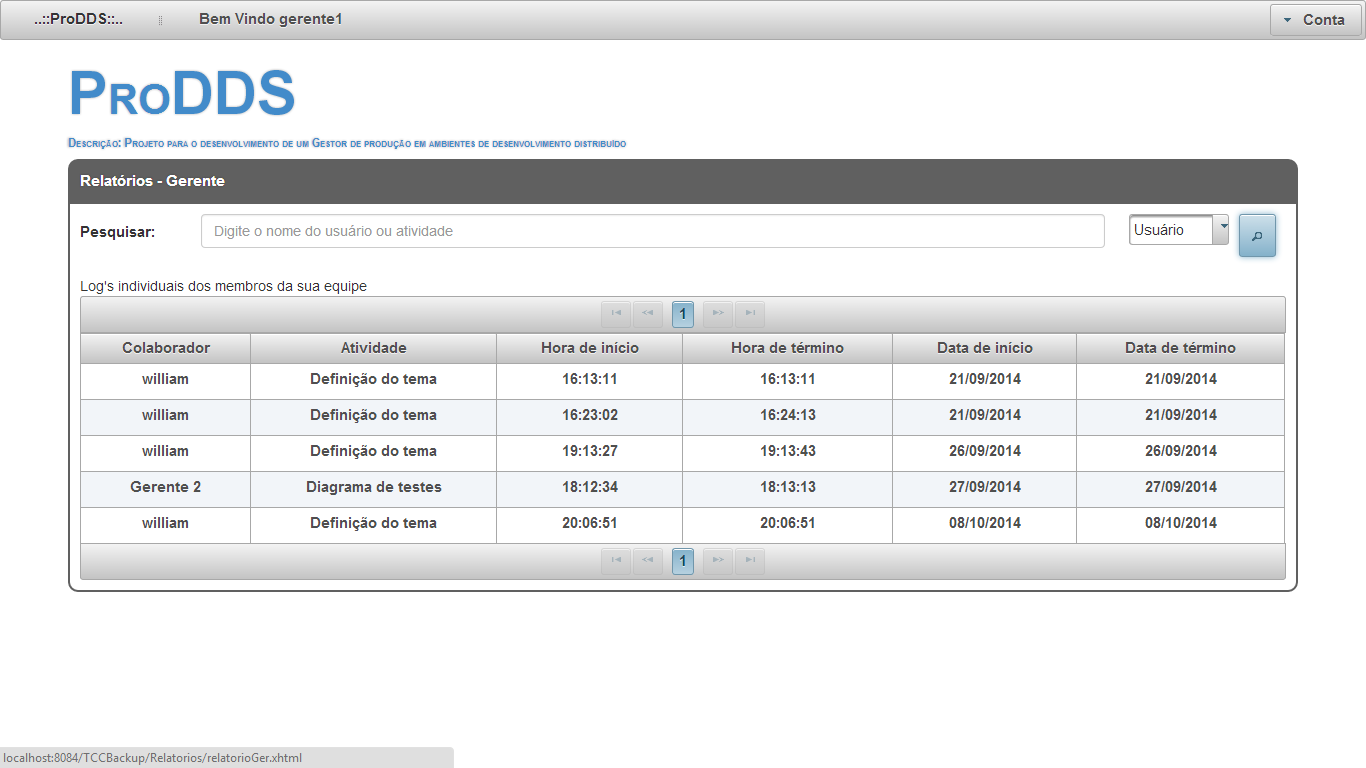 ..::ProDDS::.. Bem Vindo gerente1 Conta
ProDDS
Descrição: Projeto para o desenvolvimento de um Gestor de produção em ambientes de desenvolvimento distribuído
Relatórios - Gerente
Pesquisar: Digite o nome do usuário ou atividade Usuário
Log's individuais dos membros da sua equipe
1
Colaborador Atividade Hora de início Hora de término Data de início Data de término
william Definição do tema 16:13:11 16:13:11 21/09/2014 21/09/2014
william Definição do tema 16:23:02 16:24:13 21/09/2014 21/09/2014
william Definição do tema 19:13:27 19:13:43 26/09/2014 26/09/2014
Gerente 2 Diagrama de testes 18:12:34 18:13:13 27/09/2014 27/09/2014
william Definição do tema 20:06:51 20:06:51 08/10/2014 08/10/2014
1
localhost:8084/TCCBackup/Relatorios/relatorioGer.xhtml